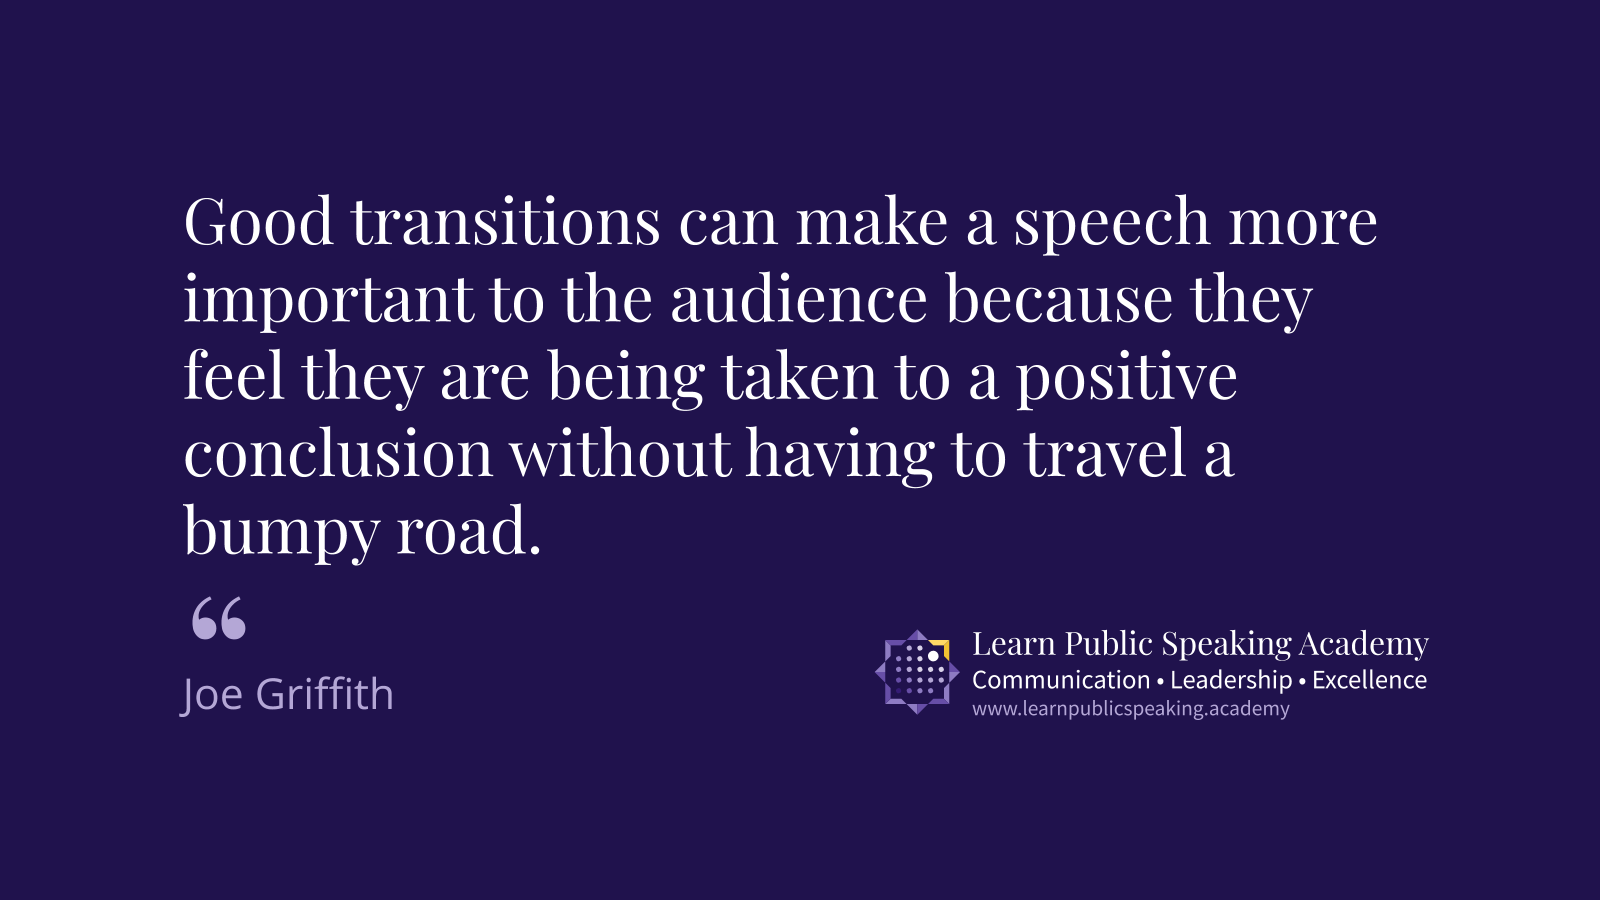 Good transitions can make a speech more
important to the audience because they
feel they are being taken to a positive
conclusion without having to travel a
bumpy road.
“
Joe Griffith
Learn Public Speaking Academy
Communication • Leadership • Excellence
www.learnpublicspeaking.academy